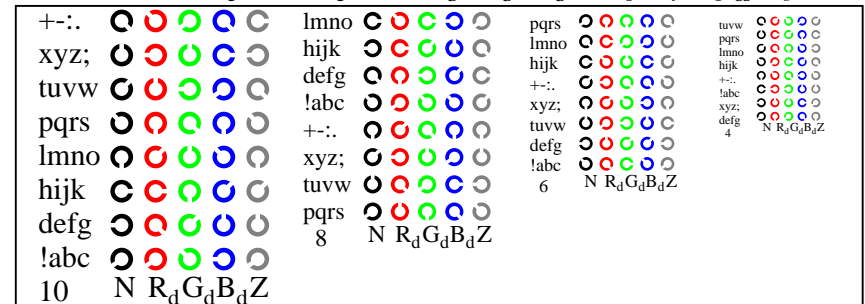 +-:.
xyz;
tuvw
pqrs
lmno
hijk
defg
!abc
10 N RdGdBdZ
lmno
hijk
defg
!abc
+-:.
xyz;
tuvw
pqrs
8 N RdGdBdZ
pqrs
lmno
hijk
+-:.
xyz;
tuvw
defg
!abc
6 N RdGdBdZ
tuvw
pqrs
lmno
hijk
+-:.
!abc
xyz;
defg
4 N RdGdBdZ